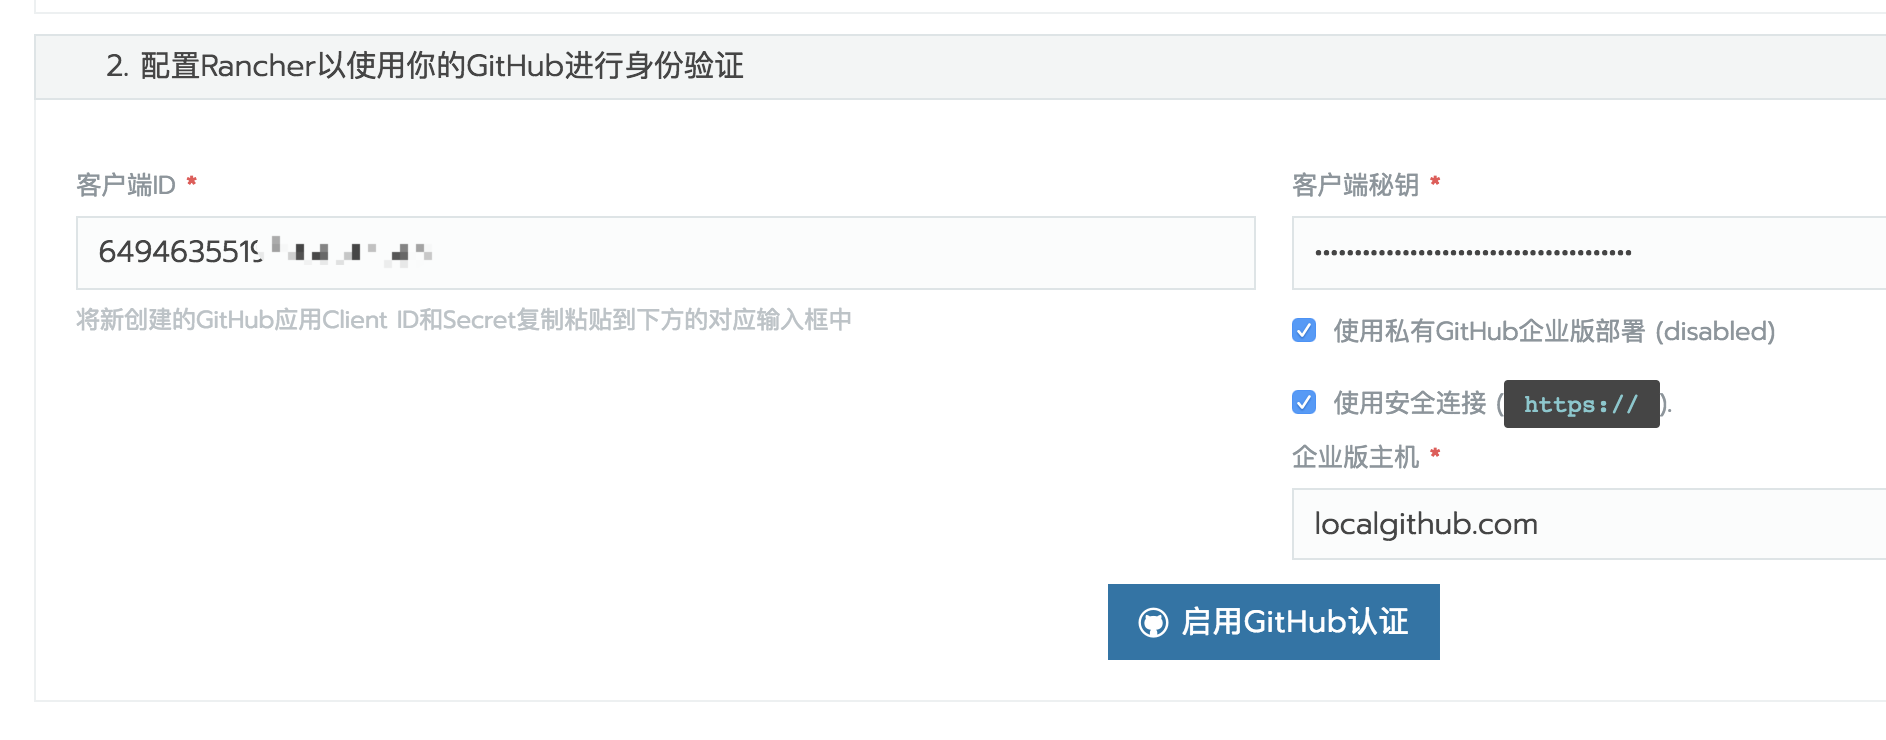 2. 配置Rancher以使用你的GitHub进行身份验证
客户端ID *
客户端秘钥 *
6494635519
••••••••••••••••••••••••••••••••••••••••
将新创建的GitHub应用Client ID和Secret复制粘贴到下方的对应输入框中
使用私有GitHub企业版部署 (disabled)
使用安全连接 ( https:// ).
企业版主机 *
localgithub.com
启用GitHub认证